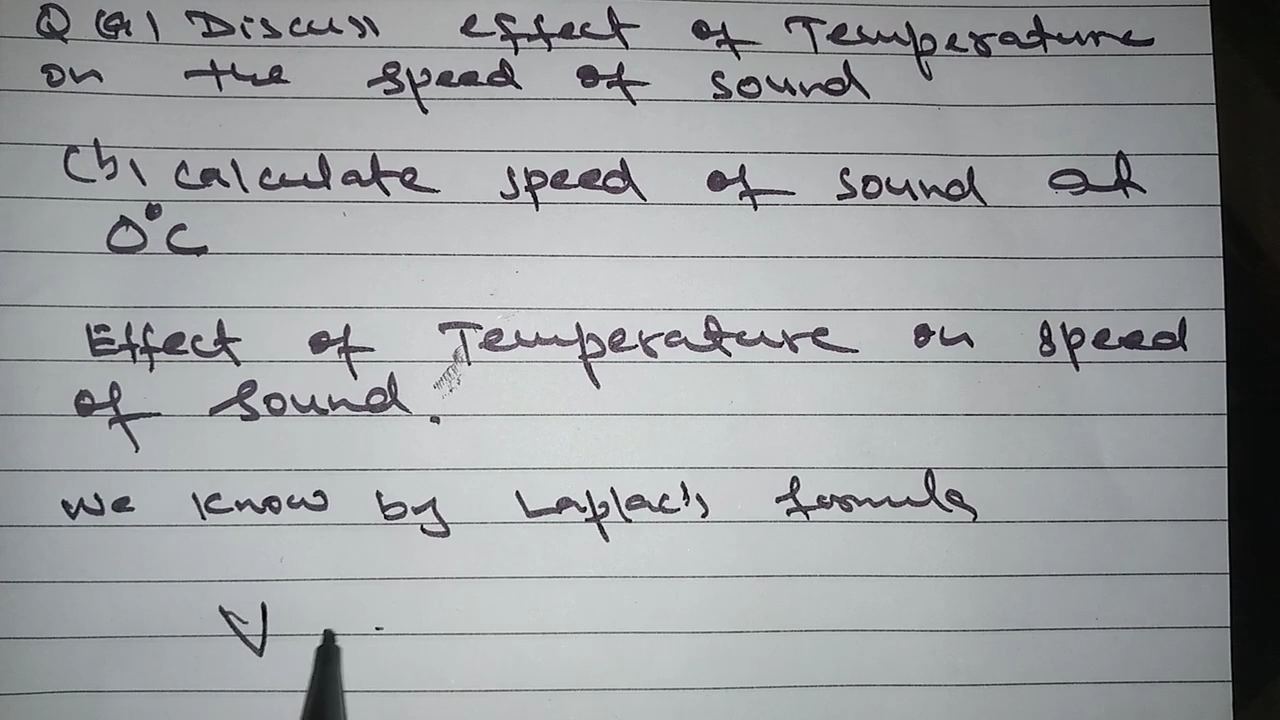 Q (a) Discuss effect of Temperature
on the speed of sound
(b) calculate speed of sound at
0°C
Effect of Temperature on speed
of sound.
We know by Laplac's formula
V